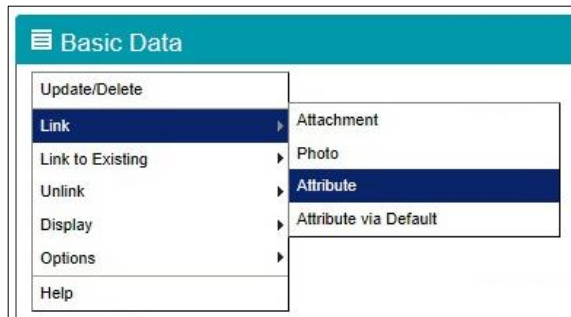 Basic Data
Update/Delete
Link
Link to Existing
Unlink
Display
Options
Help
Attachment
Photo
Attribute
Attribute via Default